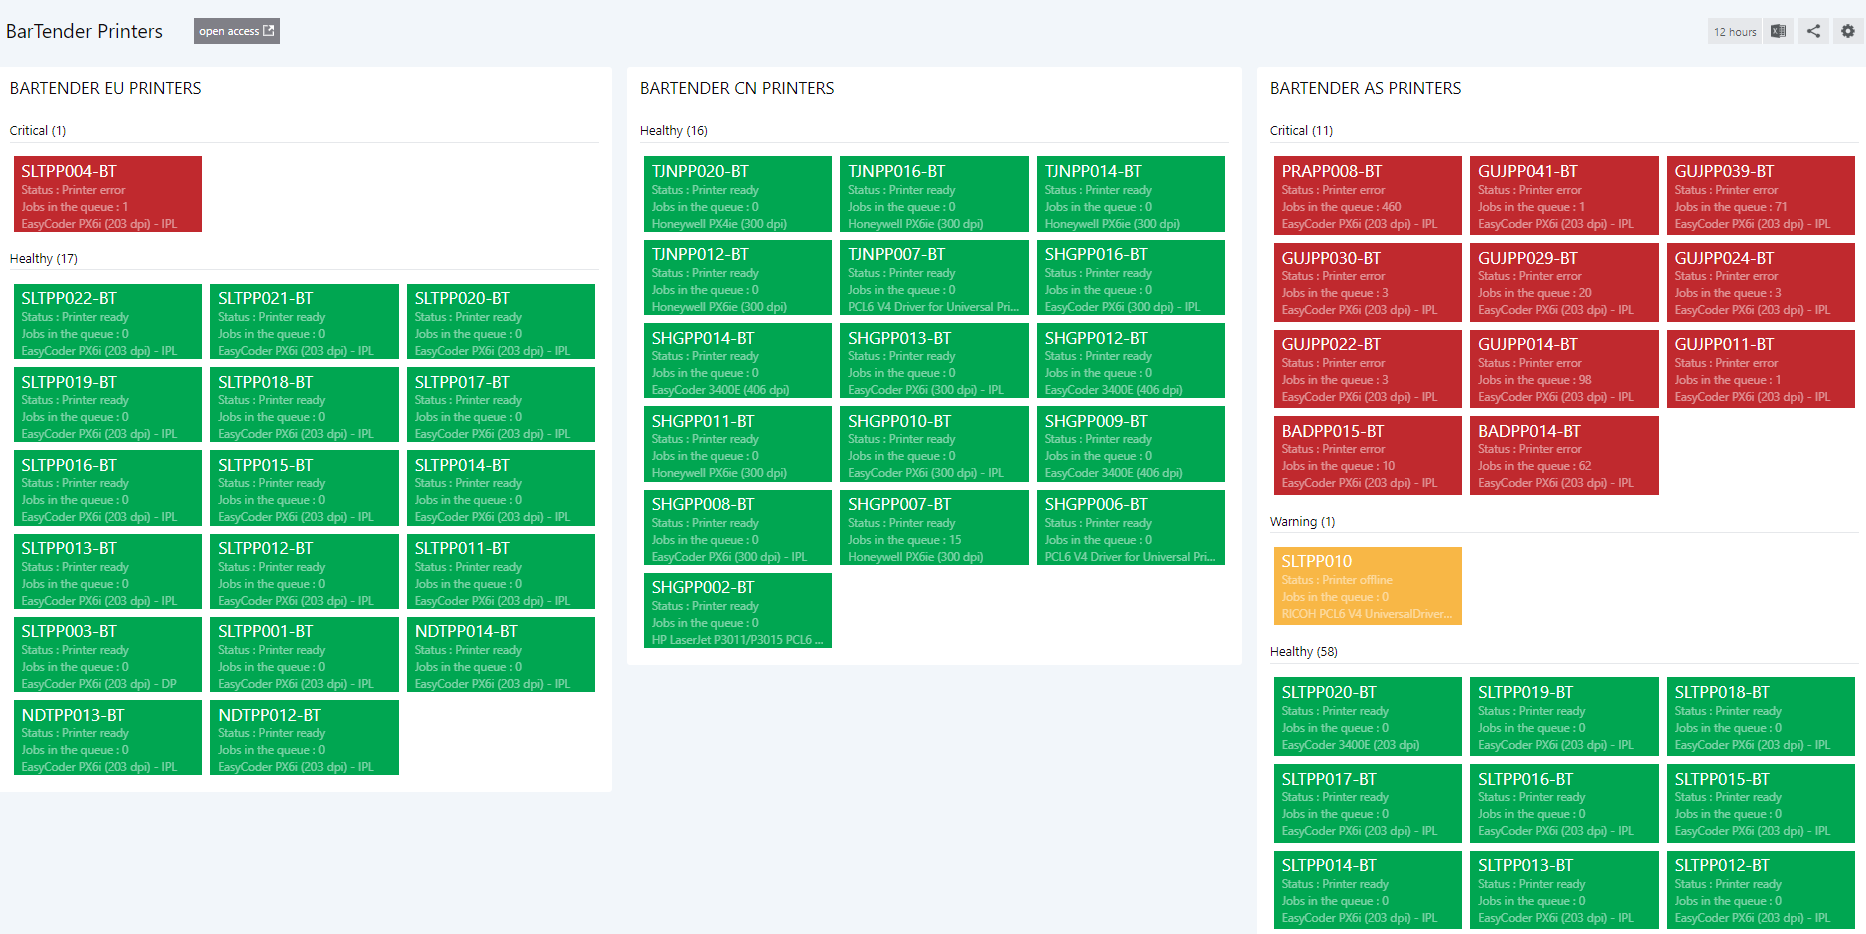 BarTender Printers
open access
12 hours
BARTENDER EU PRINTERS
Critical (1)
SLTPP004-BT
Status : Printer error
Jobs in the queue : 1
EasyCoder PX6i (203 dpi) - IPL
Healthy (17)
SLTPP022-BT
Status : Printer ready
Jobs in the queue : 0
EasyCoder PX6i (203 dpi) - IPL
SLTPP021-BT
Status : Printer ready
Jobs in the queue : 0
EasyCoder PX6i (203 dpi) - IPL
SLTPP020-BT
Status : Printer ready
Jobs in the queue : 0
EasyCoder PX6i (203 dpi) - IPL
SLTPP019-BT
Status : Printer ready
Jobs in the queue : 0
EasyCoder PX6i (203 dpi) - IPL
SLTPP018-BT
Status : Printer ready
Jobs in the queue : 0
EasyCoder PX6i (203 dpi) - IPL
SLTPP017-BT
Status : Printer ready
Jobs in the queue : 0
EasyCoder PX6i (203 dpi) - IPL
SLTPP016-BT
Status : Printer ready
Jobs in the queue : 0
EasyCoder PX6i (203 dpi) - IPL
SLTPP015-BT
Status : Printer ready
Jobs in the queue : 0
EasyCoder PX6i (203 dpi) - IPL
SLTPP014-BT
Status : Printer ready
Jobs in the queue : 0
EasyCoder PX6i (203 dpi) - IPL
SLTPP013-BT
Status : Printer ready
Jobs in the queue : 0
EasyCoder PX6i (203 dpi) - IPL
SLTPP012-BT
Status : Printer ready
Jobs in the queue : 0
EasyCoder PX6i (203 dpi) - IPL
SLTPP011-BT
Status : Printer ready
Jobs in the queue : 0
EasyCoder PX6i (203 dpi) - IPL
SLTPP003-BT
Status : Printer ready
Jobs in the queue : 0
EasyCoder PX6i (203 dpi) - DP
SLTPP001-BT
Status : Printer ready
Jobs in the queue : 0
EasyCoder PX6i (203 dpi) - IPL
NDTPP014-BT
Status : Printer ready
Jobs in the queue : 0
EasyCoder PX6i (203 dpi) - IPL
NDTPP013-BT
Status : Printer ready
Jobs in the queue : 0
EasyCoder PX6i (203 dpi) - IPL
NDTPP012-BT
Status : Printer ready
Jobs in the queue : 0
EasyCoder PX6i (203 dpi) - IPL
BARTENDER CN PRINTERS
Healthy (16)
TJNPP020-BT
Status : Printer ready
Jobs in the queue : 0
Honeywell PX4ie (300 dpi)
TJNPP016-BT
Status : Printer ready
Jobs in the queue : 0
Honeywell PX6ie (300 dpi)
TJNPP014-BT
Status : Printer ready
Jobs in the queue : 0
Honeywell PX6ie (300 dpi)
TJNPP012-BT
Status : Printer ready
Jobs in the queue : 0
Honeywell PX6ie (300 dpi)
TJNPP007-BT
Status : Printer ready
Jobs in the queue : 0
PCL6 V4 Driver for Universal Pri...
SHGPP016-BT
Status : Printer ready
Jobs in the queue : 0
EasyCoder PX6i (300 dpi) - IPL
SHGPP014-BT
Status : Printer ready
Jobs in the queue : 0
EasyCoder 3400E (406 dpi)
SHGPP013-BT
Status : Printer ready
Jobs in the queue : 0
EasyCoder PX6i (300 dpi) - IPL
SHGPP012-BT
Status : Printer ready
Jobs in the queue : 0
EasyCoder 3400E (406 dpi)
SHGPP011-BT
Status : Printer ready
Jobs in the queue : 0
Honeywell PX6ie (300 dpi)
SHGPP010-BT
Status : Printer ready
Jobs in the queue : 0
EasyCoder PX6i (300 dpi) - IPL
SHGPP009-BT
Status : Printer ready
Jobs in the queue : 0
EasyCoder 3400E (406 dpi)
SHGPP008-BT
Status : Printer ready
Jobs in the queue : 0
EasyCoder PX6i (300 dpi) - IPL
SHGPP007-BT
Status : Printer ready
Jobs in the queue : 15
Honeywell PX6ie (300 dpi)
SHGPP006-BT
Status : Printer ready
Jobs in the queue : 0
PCL6 V4 Driver for Universal Pri...
SHGPP002-BT
Status : Printer ready
Jobs in the queue : 0
HP LaserJet P3011/P3015 PCL6 ...
BARTENDER AS PRINTERS
Critical (11)
PRAPP008-BT
Status : Printer error
Jobs in the queue : 460
EasyCoder PX6i (203 dpi) - IPL
GUJPP041-BT
Status : Printer error
Jobs in the queue : 1
EasyCoder PX6i (203 dpi) - IPL
GUJPP039-BT
Status : Printer error
Jobs in the queue : 71
EasyCoder PX6i (203 dpi) - IPL
GUJPP030-BT
Status : Printer error
Jobs in the queue : 3
EasyCoder PX6i (203 dpi) - IPL
GUJPP029-BT
Status : Printer error
Jobs in the queue : 20
EasyCoder PX6i (203 dpi) - IPL
GUJPP024-BT
Status : Printer error
Jobs in the queue : 3
EasyCoder PX6i (203 dpi) - IPL
GUJPP022-BT
Status : Printer error
Jobs in the queue : 3
EasyCoder PX6i (203 dpi) - IPL
GUJPP014-BT
Status : Printer error
Jobs in the queue : 98
EasyCoder PX6i (203 dpi) - IPL
GUJPP011-BT
Status : Printer error
Jobs in the queue : 1
EasyCoder PX6i (203 dpi) - IPL
BADPP015-BT
Status : Printer error
Jobs in the queue : 10
EasyCoder PX6i (203 dpi) - IPL
BADPP014-BT
Status : Printer error
Jobs in the queue : 62
EasyCoder PX6i (203 dpi) - IPL
Warning (1)
SLTPP010
Status : Printer offline
Jobs in the queue : 0
RICOH PCL6 V4 UniversalDriver...
Healthy (58)
SLTPP020-BT
Status : Printer ready
Jobs in the queue : 0
EasyCoder 3400E (203 dpi)
SLTPP019-BT
Status : Printer ready
Jobs in the queue : 0
EasyCoder PX6i (203 dpi) - IPL
SLTPP018-BT
Status : Printer ready
Jobs in the queue : 0
EasyCoder PX6i (203 dpi) - IPL
SLTPP017-BT
Status : Printer ready
Jobs in the queue : 0
EasyCoder PX6i (203 dpi) - IPL
SLTPP016-BT
Status : Printer ready
Jobs in the queue : 0
EasyCoder PX6i (203 dpi) - IPL
SLTPP015-BT
Status : Printer ready
Jobs in the queue : 0
EasyCoder PX6i (203 dpi) - IPL
SLTPP014-BT
Status : Printer ready
Jobs in the queue : 0
EasyCoder PX6i (203 dpi) - IPL
SLTPP013-BT
Status : Printer ready
Jobs in the queue : 0
EasyCoder PX6i (203 dpi) - IPL
SLTPP012-BT
Status : Printer ready
Jobs in the queue : 0
EasyCoder PX6i (203 dpi) - IPL